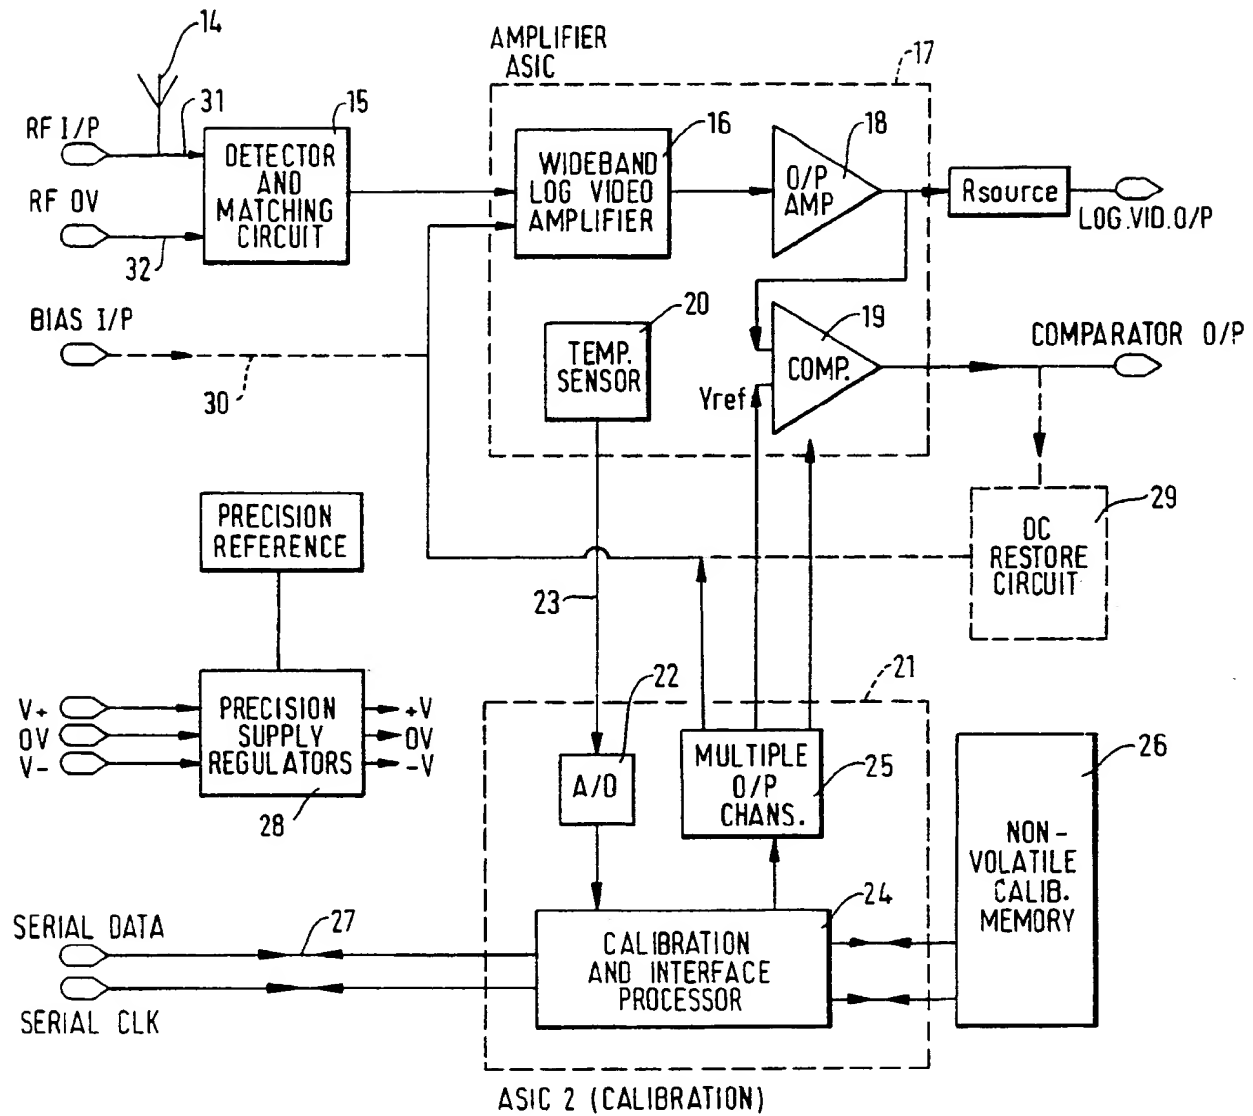 14
AMPLIFIER
ASIC
17
RF I/P
31
15
DETECTOR
AND
MATCHING
CIRCUIT
16
WIDEBAND
LOG VIDEO
AMPLIFIER
18
O/P
AMP
Rsource
LOG.VID.O/P
RF 0V
32
BIAS I/P
30
20
TEMP.
SENSOR
19
COMP.
Vref
COMPARATOR O/P
29
DC
RESTORE
CIRCUIT
PRECISION
REFERENCE
23
V+
0V
V-
PRECISION
SUPPLY
REGULATORS
+V
0V
-V
28
22
A/D
21
MULTIPLE
O/P
CHANS.
25
26
NON-
VOLATILE
CALIB.
MEMORY
SERIAL DATA
27
SERIAL CLK
24
CALIBRATION
AND INTERFACE
PROCESSOR
ASIC 2 (CALIBRATION)